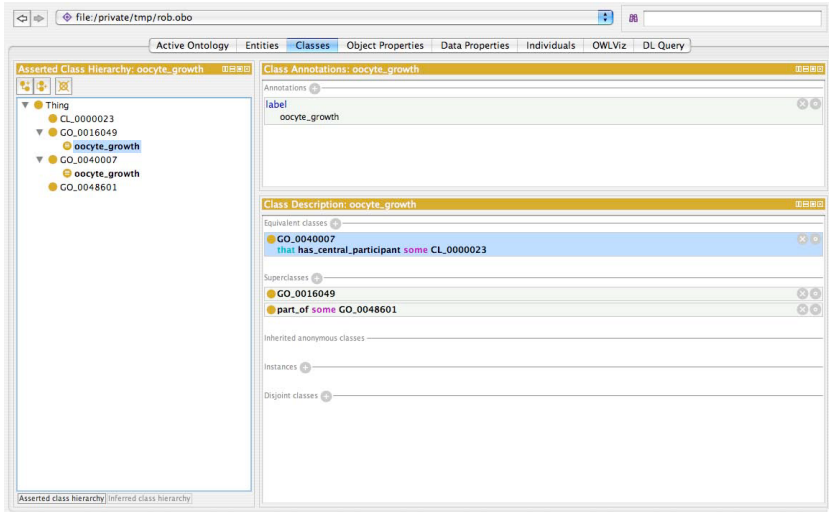 file:/private/tmp/rob.obo
Active Ontology Entities Classes Object Properties Data Properties Individuals OWLViz DL Query
Asserted Class Hierarchy: oocyte_growth
Thing
CL_0000023
GO_0016049
oocyte_growth
GO_0040007
oocyte_growth
GO_0048601
Asserted class hierarchy Inferred class hierarchy
Class Annotations: oocyte_growth
Annotations
label
oocyte_growth
Class Description: oocyte_growth
Equivalent classes
GO_0040007
that has_central_participant some CL_0000023
Superclasses
GO_0016049
part_of some GO_0048601
Inherited anonymous classes
Instances
Disjoint classes